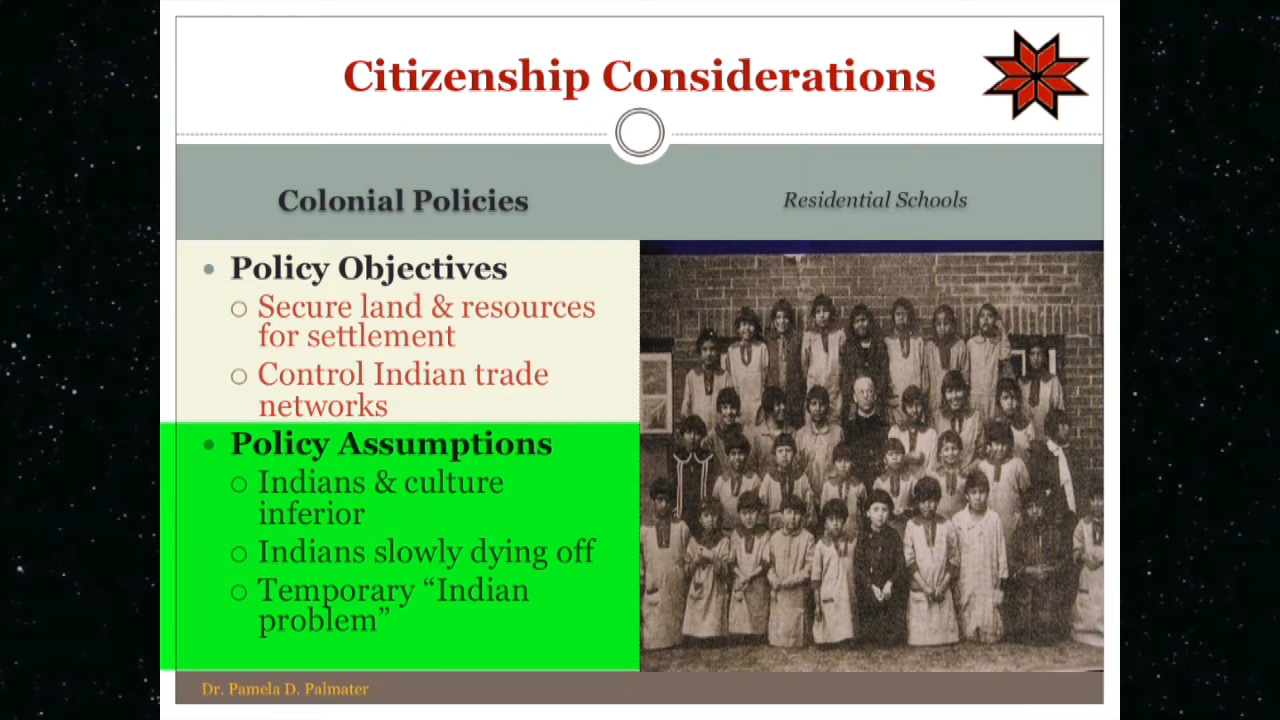 Citizenship Considerations
Colonial Policies
Residential Schools
Policy Objectives
Secure land & resources
for settlement
Control Indian trade
networks
Policy Assumptions
Indians & culture
inferior
Indians slowly dying off
Temporary “Indian
problem”
Dr. Pamela D. Palmater